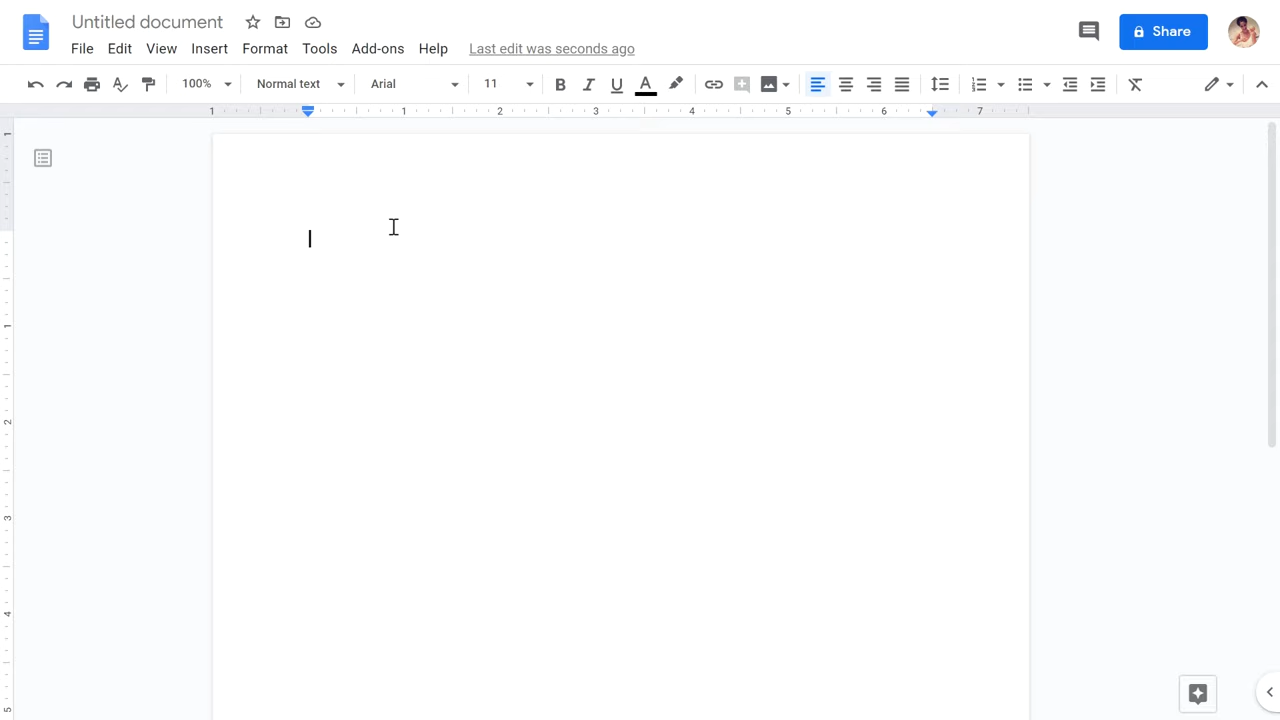 Untitled document
File Edit View Insert Format Tools Add-ons Help Last edit was seconds ago
Share
100% Normal text Arial 11 B I U A
1 1 2 3 4 5 6 7
1
1
2
3
4
5